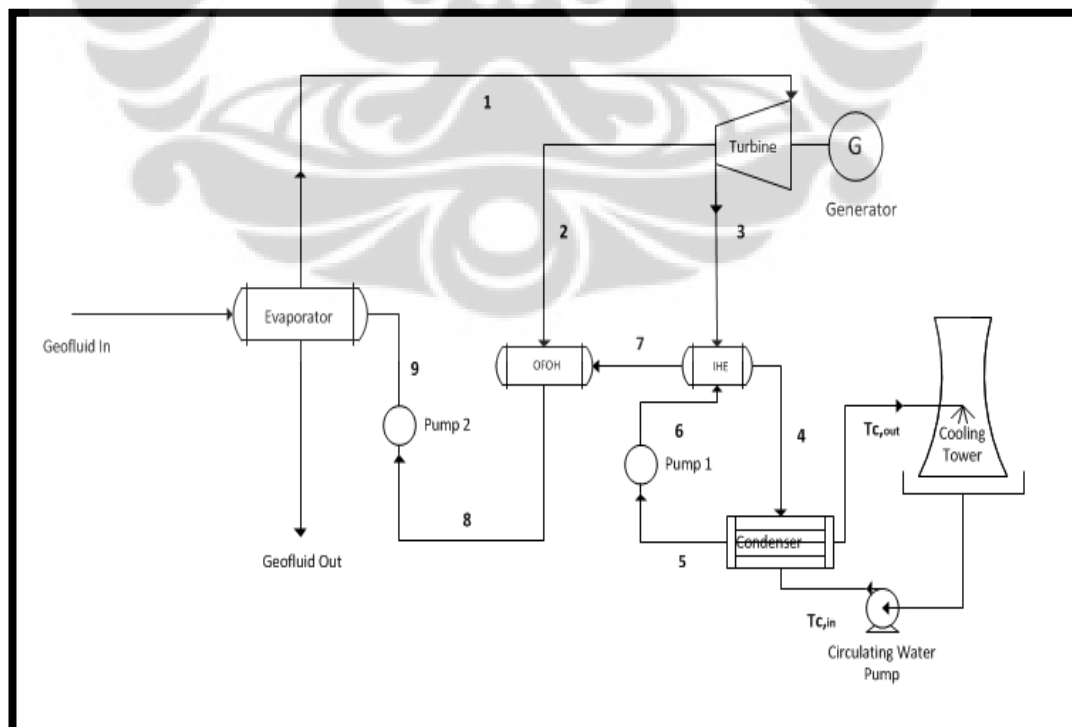 1
Turbine
G
Generator
2
3
Evaporator
Geofluid In
9
OFOH
7
IHE
Pump 2
6
Pump 1
4
Tc,out
Cooling
Tower
8
5
Condenser
Geofluid Out
Tc,in
Circulating Water
Pump